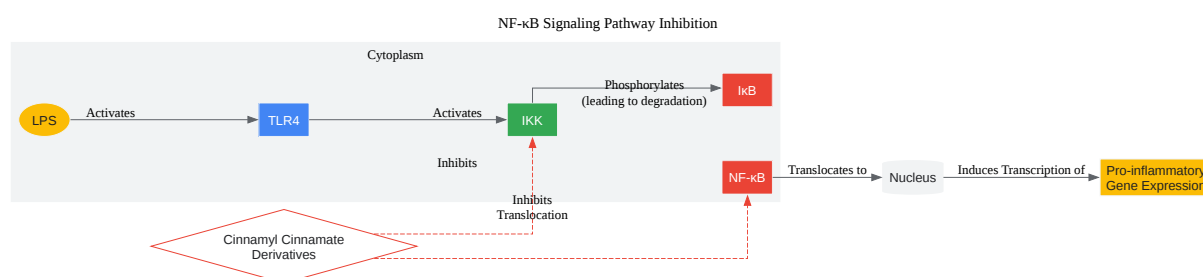 NF-κB Signaling Pathway Inhibition
Cytoplasm
LPS
Activates
TLR4
Activates
IKK
Phosphorylates
(leading to degradation)
IκB
Inhibits
NF-κB
Translocates to
Nucleus
Induces Transcription of
Pro-inflammatory
Gene Expression
Inhibits
Translocation
Cinnamyl Cinnamate
Derivatives